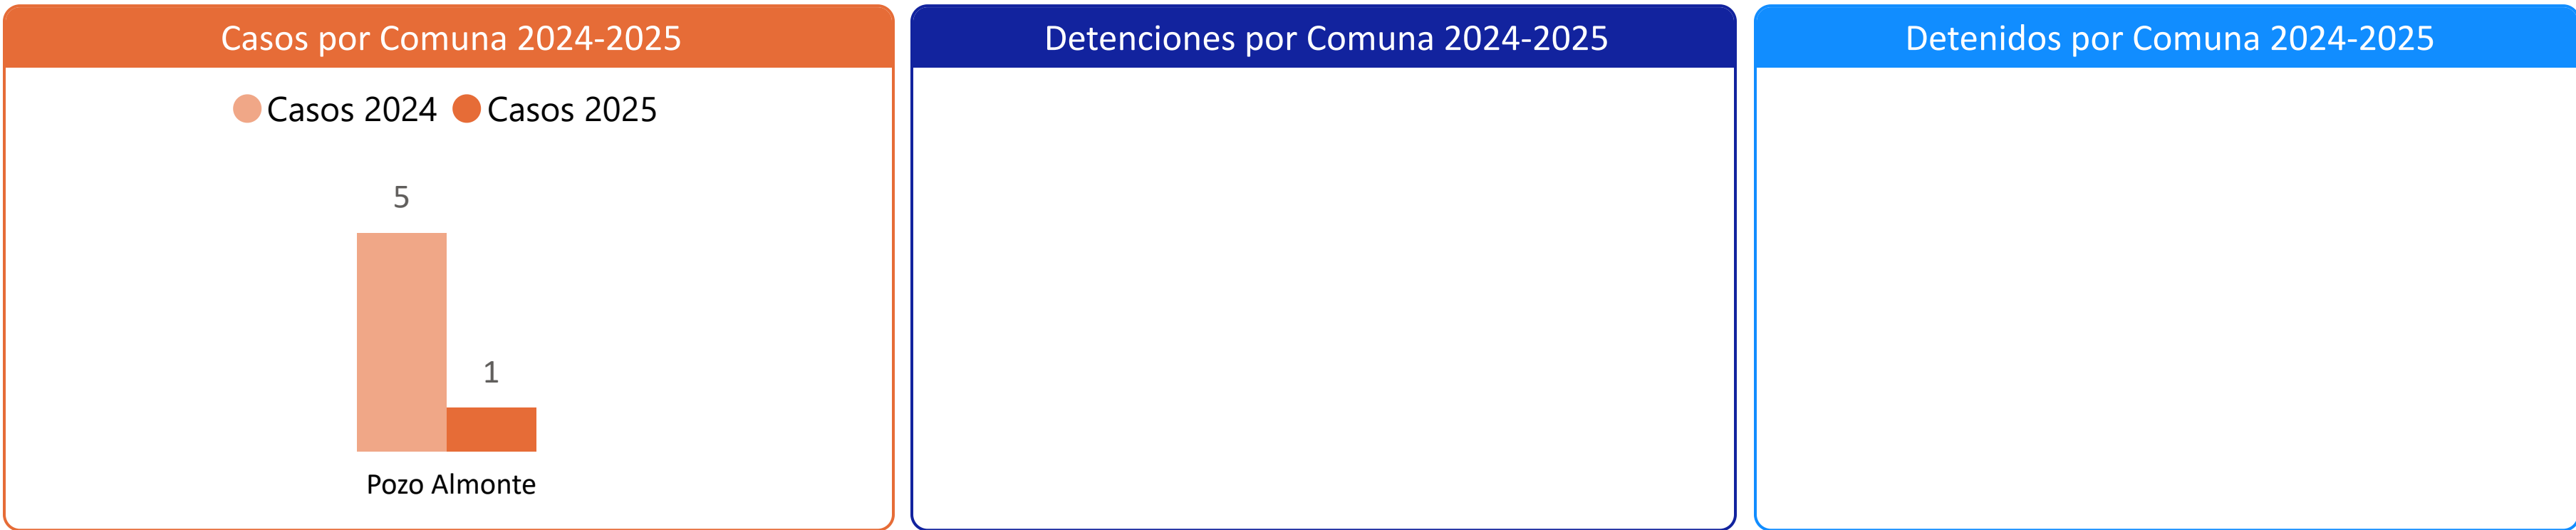 Casos por Comuna 2024-2025
Casos 2024 Casos 2025
5
1
Pozo Almonte
Detenciones por Comuna 2024-2025
Detenidos por Comuna 2024-2025